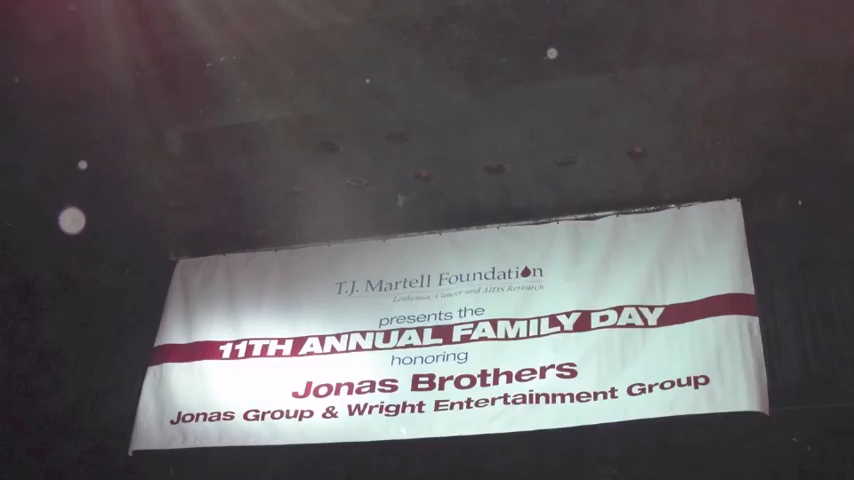 T.J. Martell Foundation
Leukemia, Cancer and AIDS Research
presents the
11TH ANNUAL FAMILY DAY
honoring
Jonas Brothers
Jonas Group & Wright Entertainment Group